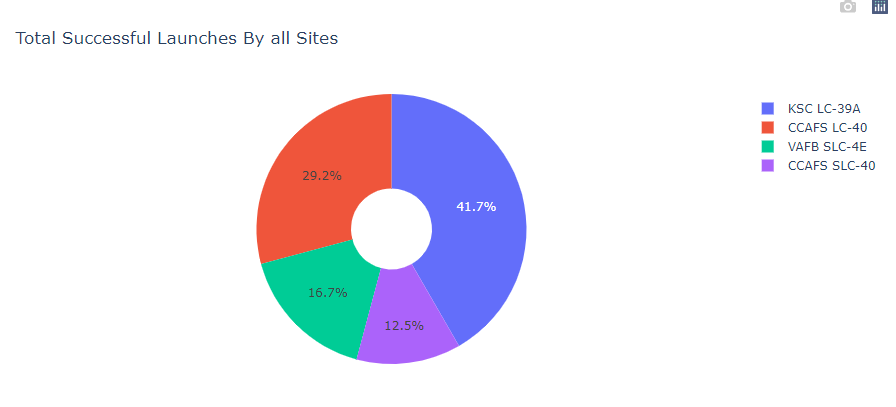 Total Successful Launches By all Sites
KSC LC-39A
CCAFS LC-40
VAFB SLC-4E
CCAFS SLC-40
29.2%
41.7%
16.7%
12.5%